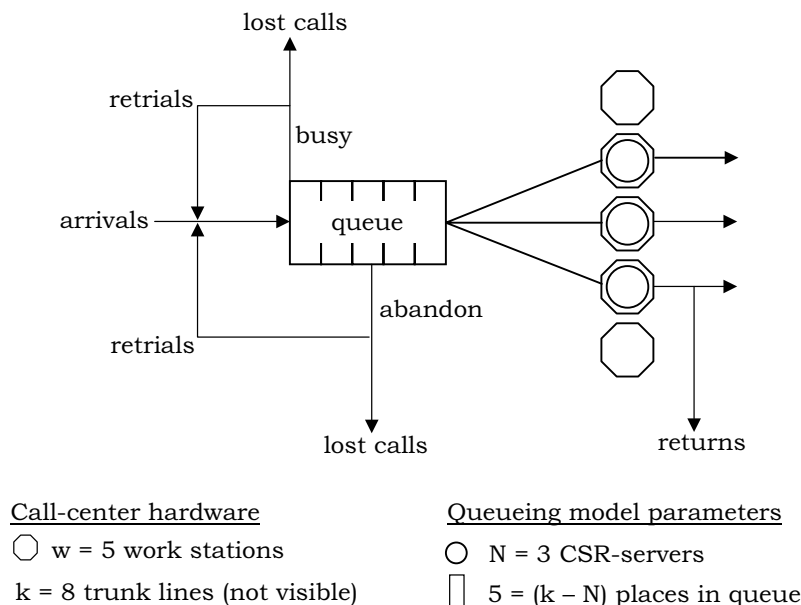 lost calls
retrials
busy
arrivals
queue
abandon
retrials
lost calls
returns
Call-center hardware
w = 5 work stations
k = 8 trunk lines (not visible)
Queueing model parameters
N = 3 CSR-servers
5 = (k – N) places in queue